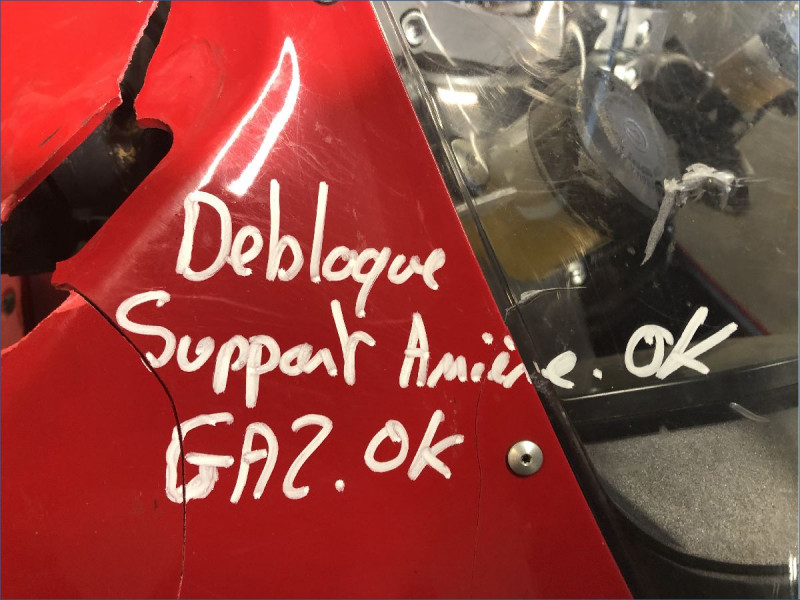 Debloque
Support Arrière. OK
GAZ. OK